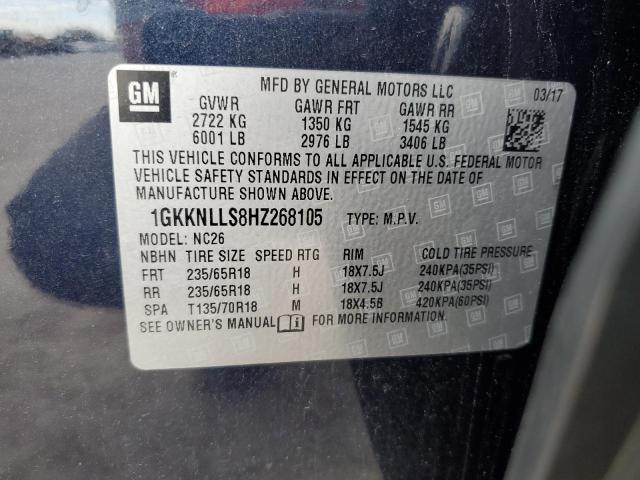 GM
MFD BY GENERAL MOTORS LLC
03/17
GVWR GAWR FRT GAWR RR
2722 KG 1350 KG 1545 KG
6001 LB 2976 LB 3406 LB
THIS VEHICLE CONFORMS TO ALL APPLICABLE U.S. FEDERAL MOTOR
VEHICLE SAFETY STANDARDS IN EFFECT ON THE DATE OF
MANUFACTURE SHOWN ABOVE.
1GKKNLLS8HZ268105 TYPE: M.P.V.
MODEL: NC26
NBHN TIRE SIZE SPEED RTG RIM COLD TIRE PRESSURE
FRT 235/65R18 H 18X7.5J 240KPA(35PSI)
RR 235/65R18 H 18X7.5J 240KPA(35PSI)
SPA T135/70R18 M 18X4.5B 420KPA(60PSI)
SEE OWNER'S MANUAL FOR MORE INFORMATION.